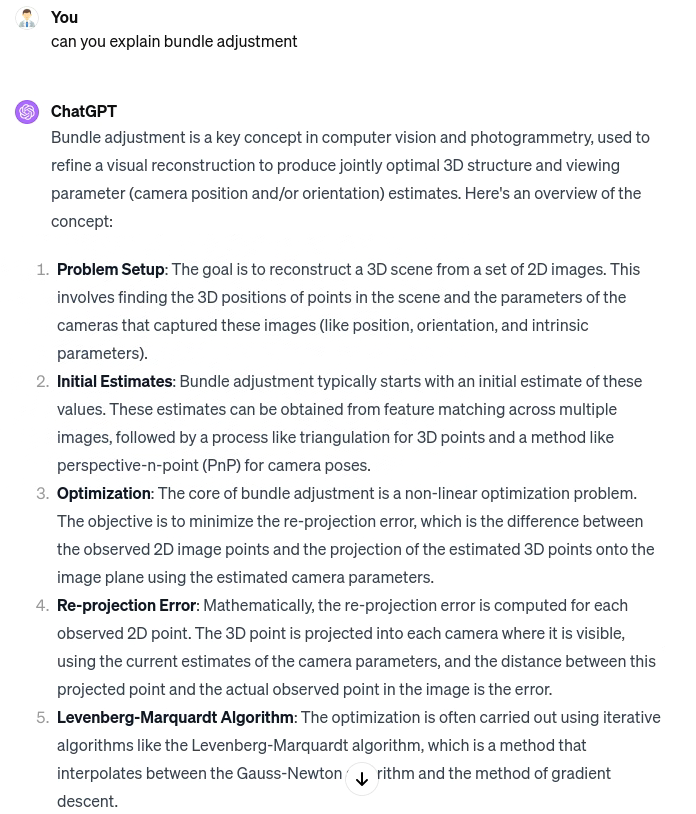 You
can you explain bundle adjustment
ChatGPT
Bundle adjustment is a key concept in computer vision and photogrammetry, used to
refine a visual reconstruction to produce jointly optimal 3D structure and viewing
parameter (camera position and/or orientation) estimates. Here's an overview of the
concept:
1. Problem Setup: The goal is to reconstruct a 3D scene from a set of 2D images. This
involves finding the 3D positions of points in the scene and the parameters of the
cameras that captured these images (like position, orientation, and intrinsic
parameters).
2. Initial Estimates: Bundle adjustment typically starts with an initial estimate of these
values. These estimates can be obtained from feature matching across multiple
images, followed by a process like triangulation for 3D points and a method like
perspective-n-point (PnP) for camera poses.
3. Optimization: The core of bundle adjustment is a non-linear optimization problem.
The objective is to minimize the re-projection error, which is the difference between
the observed 2D image points and the projection of the estimated 3D points onto the
image plane using the estimated camera parameters.
4. Re-projection Error: Mathematically, the re-projection error is computed for each
observed 2D point. The 3D point is projected into each camera where it is visible,
using the current estimates of the camera parameters, and the distance between this
projected point and the actual observed point in the image is the error.
5. Levenberg-Marquardt Algorithm: The optimization is often carried out using iterative
algorithms like the Levenberg-Marquardt algorithm, which is a method that
interpolates between the Gauss-Newton and the method of gradient
descent.